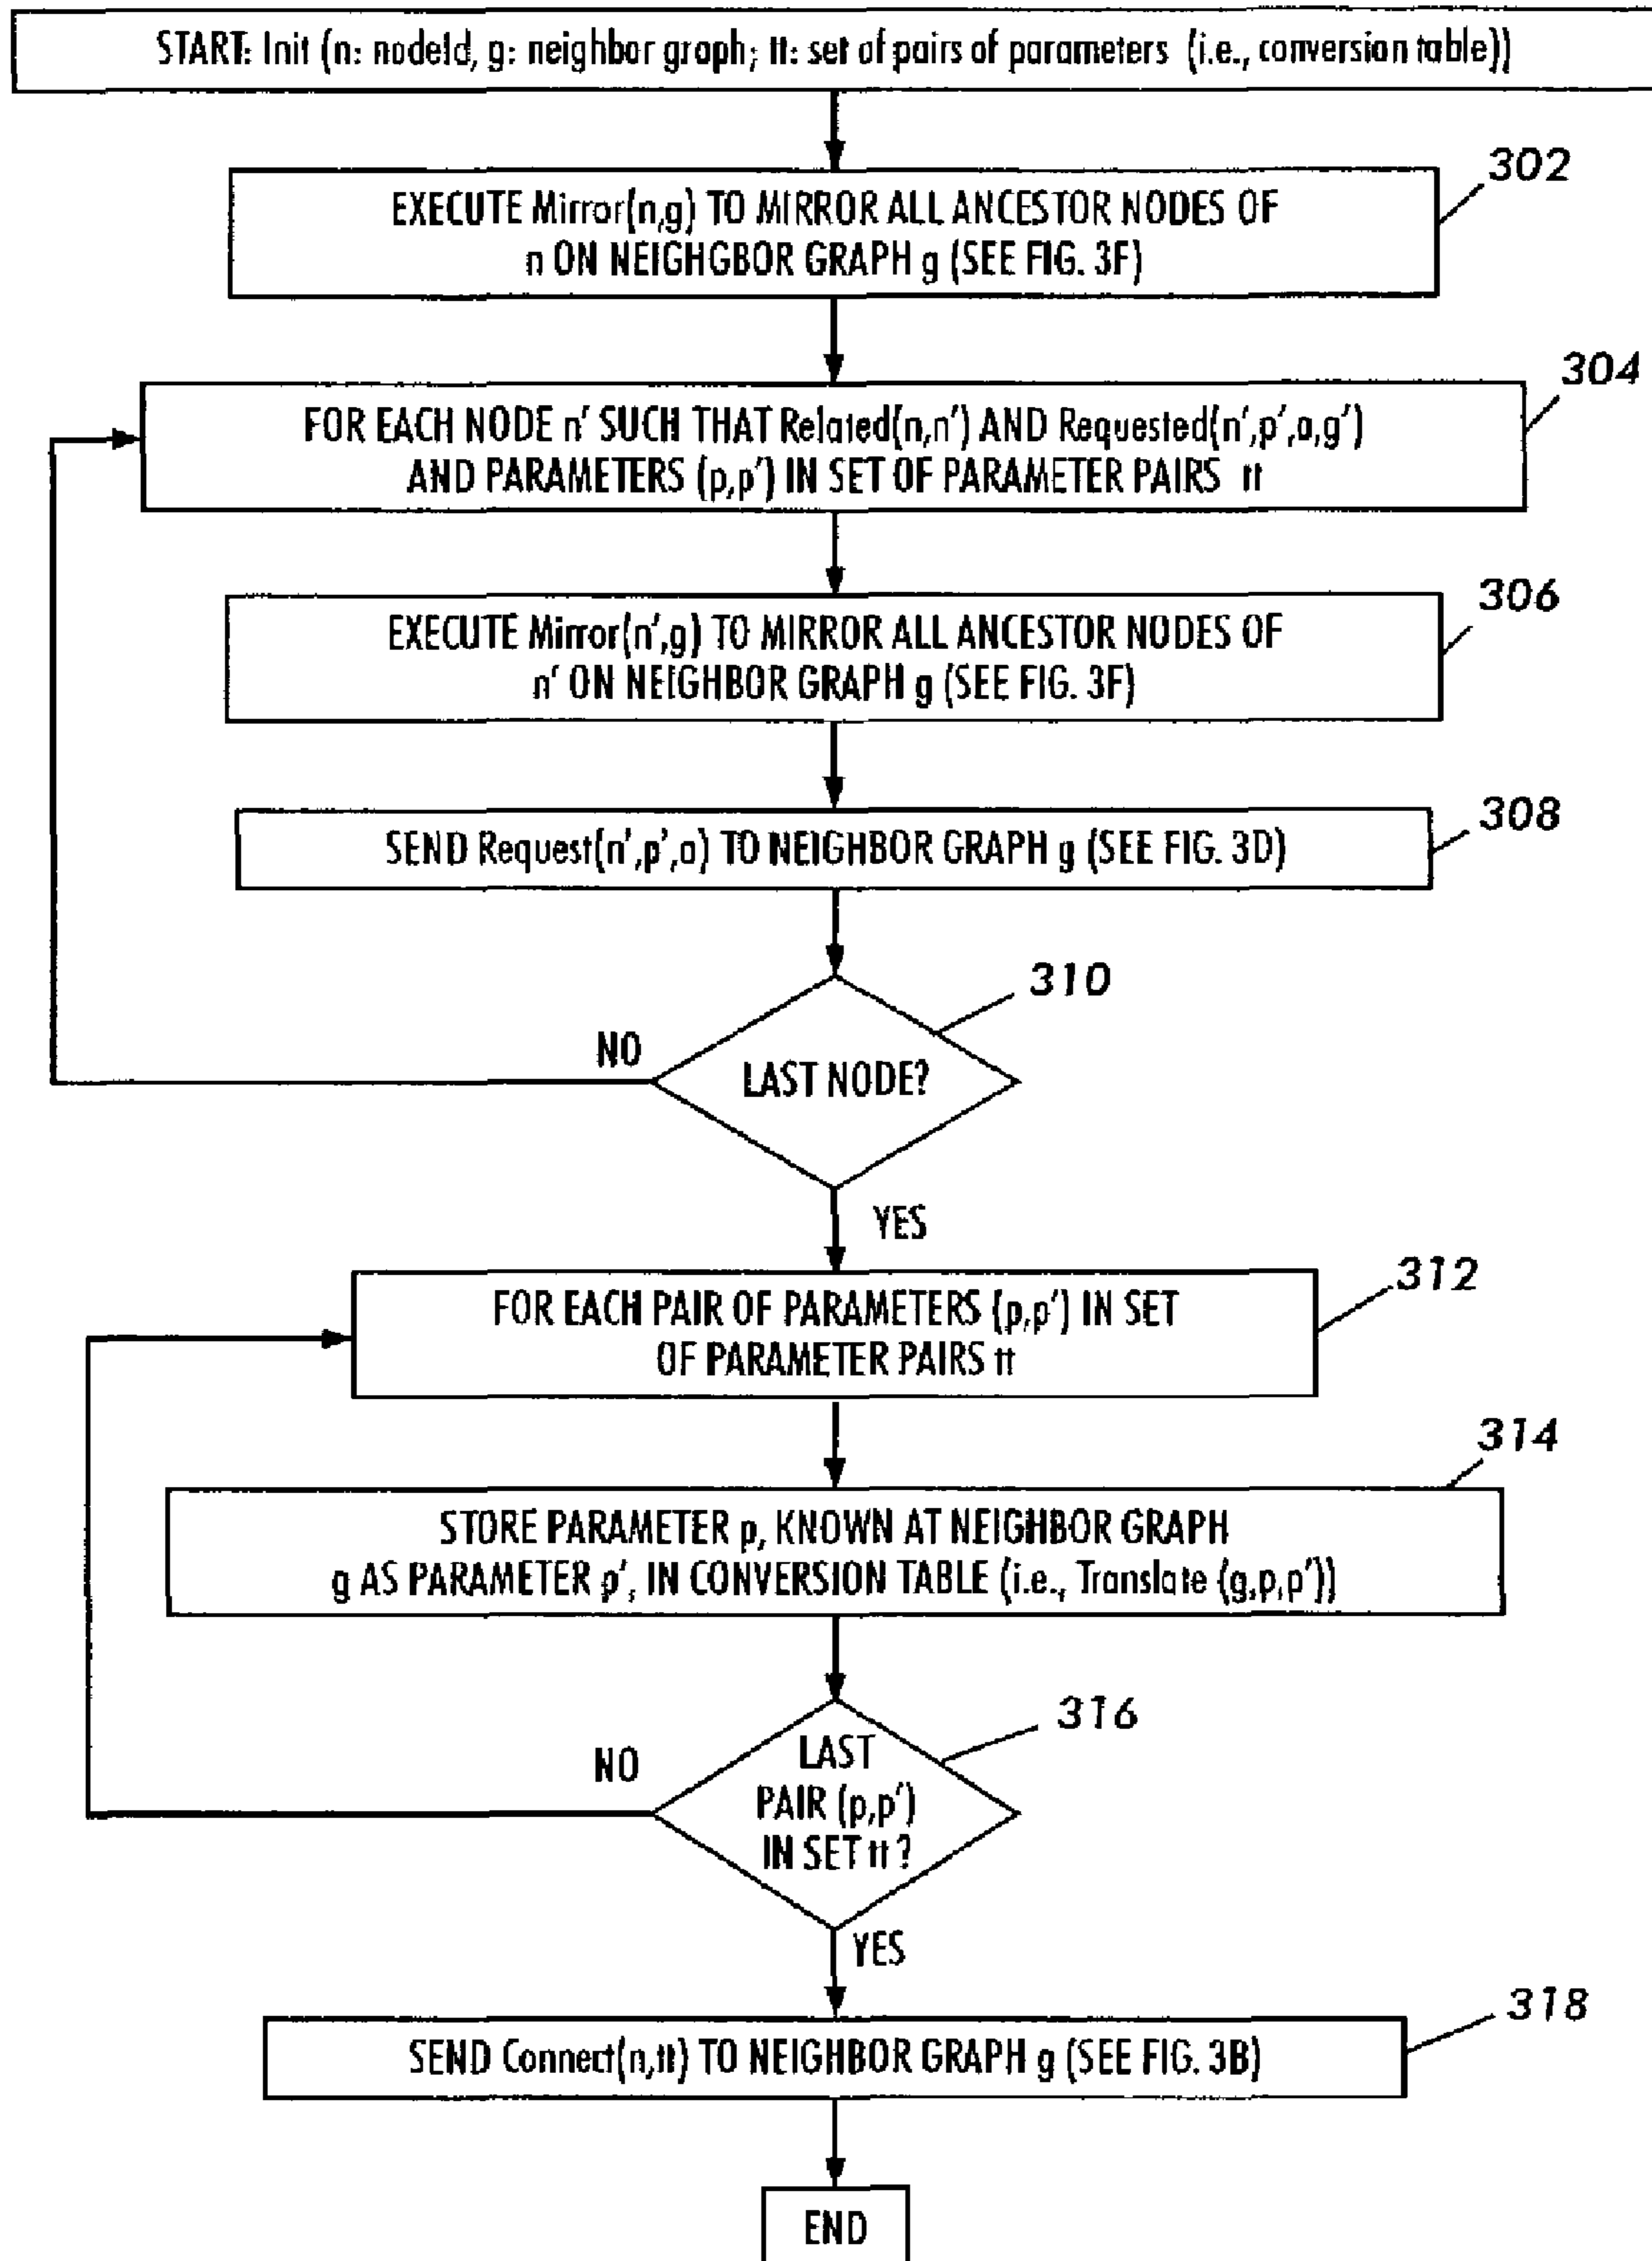 START: Init (n: nodeId, g: neighbor graph; π: set of pairs of parameters (i.e., conversion table))
302
EXECUTE Mirror(n,g) TO MIRROR ALL ANCESTOR NODES OF
n ON NEIGHGBOR GRAPH g (SEE FIG. 3F)
304
FOR EACH NODE n' SUCH THAT Related(n,n') AND Requested(n',p',a,g')
AND PARAMETERS (p,p') IN SET OF PARAMETER PAIRS π
306
EXECUTE Mirror(n',g) TO MIRROR ALL ANCESTOR NODES OF
n' ON NEIGHBOR GRAPH g (SEE FIG. 3F)
308
SEND Request(n',p',a) TO NEIGHBOR GRAPH g (SEE FIG. 3D)
310
NO
LAST NODE?
YES
312
FOR EACH PAIR OF PARAMETERS (p,p') IN SET
OF PARAMETER PAIRS π
314
STORE PARAMETER p, KNOWN AT NEIGHBOR GRAPH
g AS PARAMETER p', IN CONVERSION TABLE (i.e., Translate (g,p,p'))
316
NO
LAST
PAIR (p,p')
IN SET π?
YES
318
SEND Connect(n,π) TO NEIGHBOR GRAPH g (SEE FIG. 3B)
END